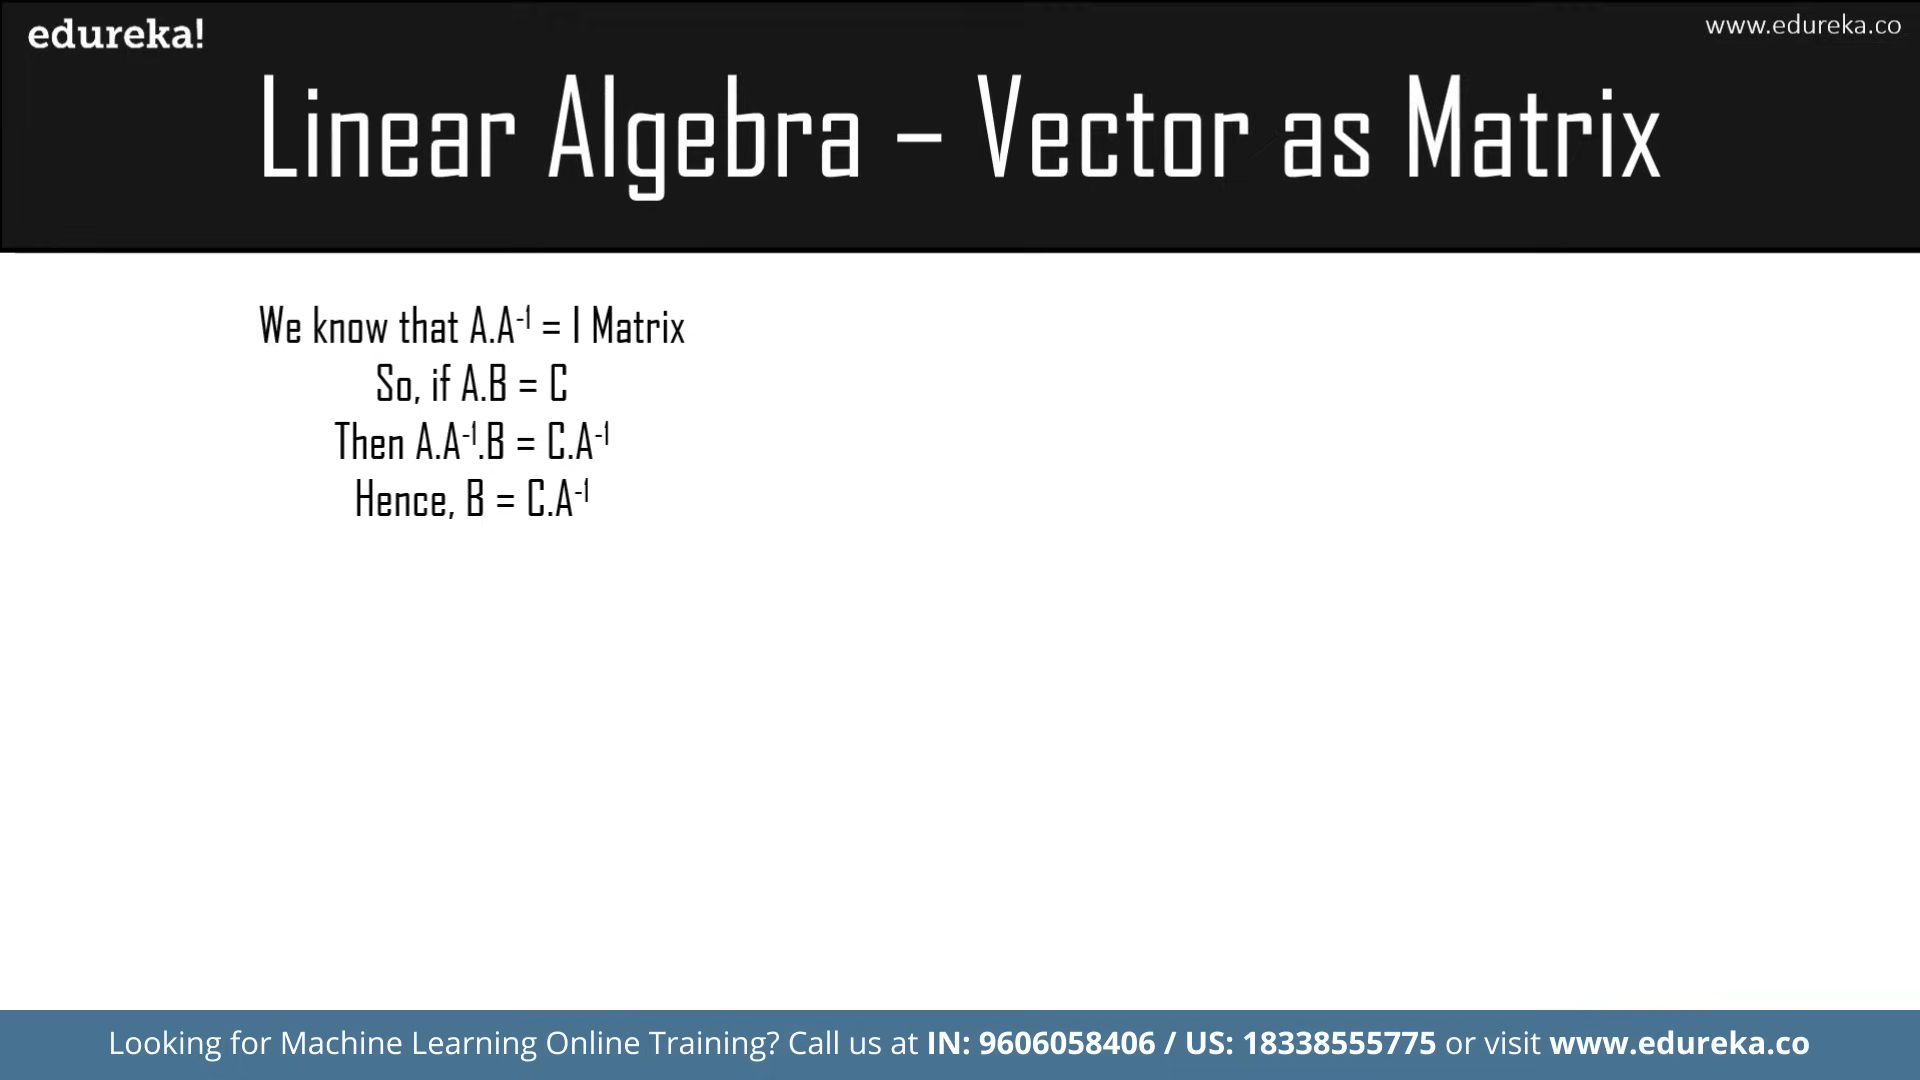 edureka!
www.edureka.co
Linear Algebra – Vector as Matrix
We know that A.A⁻¹ = I Matrix
So, if A.B = C
Then A.A⁻¹.B = C.A⁻¹
Hence, B = C.A⁻¹
Looking for Machine Learning Online Training? Call us at IN: 9606058406 / US: 18338555775 or visit www.edureka.co